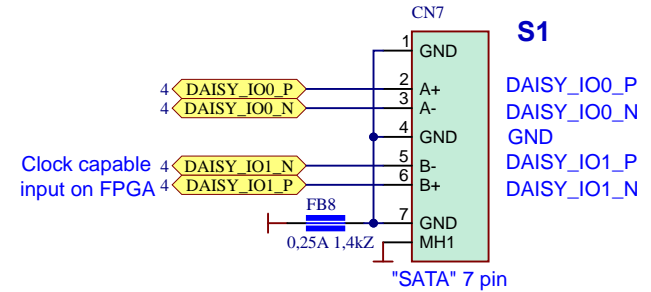 CN7
S1
1 GND
4 DAISY_IO0_P 2 A+ DAISY_IO0_P
4 DAISY_IO0_N 3 A- DAISY_IO0_N
4 GND GND
Clock capable 4 DAISY_IO1_N 5 B- DAISY_IO1_P
input on FPGA 4 DAISY_IO1_P 6 B+ DAISY_IO1_N
FB8
7 GND
0,25A 1,4kZ MH1
"SATA" 7 pin